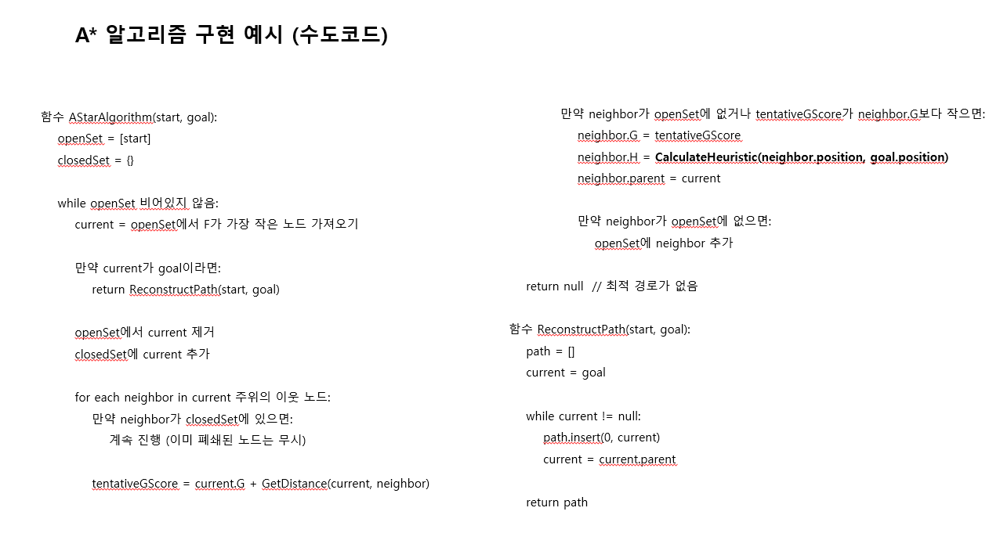 A* 알고리즘 구현 예시 (수도코드)
함수 AStarAlgorithm(start, goal):
openSet = [start]
closedSet = {}
while openSet 비어있지 않음:
current = openSet에서 F가 가장 작은 노드 가져오기
만약 current가 goal이라면:
return ReconstructPath(start, goal)
openSet에서 current 제거
closedSet에 current 추가
for each neighbor in current 주위의 이웃 노드:
만약 neighbor가 closedSet에 있으면:
계속 진행 (이미 폐쇄된 노드는 무시)
tentativeGScore = current.G + GetDistance(current, neighbor)
만약 neighbor가 openSet에 없거나 tentativeGScore가 neighbor.G보다 작으면:
neighbor.G = tentativeGScore
neighbor.H = CalculateHeuristic(neighbor.position, goal.position)
neighbor.parent = current
만약 neighbor가 openSet에 없으면:
openSet에 neighbor 추가
return null // 최적 경로가 없음
함수 ReconstructPath(start, goal):
path = []
current = goal
while current != null:
path.insert(0, current)
current = current.parent
return path